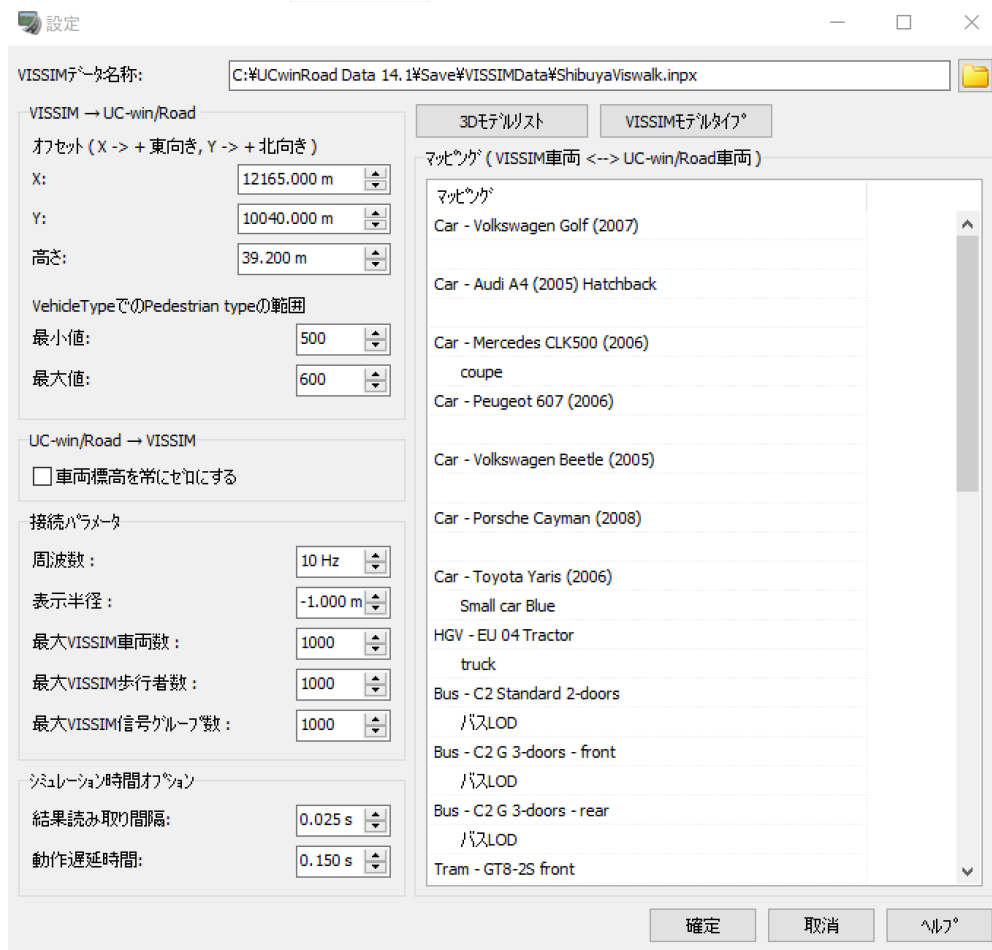 設定
VISSIMﾃﾞｰﾀ名称:
C:¥UCwinRoad Data 14.1¥Save¥VISSIMData¥ShibuyaViswalk.inpx
VISSIM → UC-win/Road
ｵﾌｾｯﾄ ( X -> + 東向き, Y -> + 北向き )
X:
12165.000 m
Y:
10040.000 m
高さ:
39.200 m
VehicleTypeでのPedestrian typeの範囲
最小値:
500
最大値:
600
UC-win/Road → VISSIM
車両標高を常にｾﾞﾛにする
接続ﾊﾟﾗﾒｰﾀ
周波数 :
10 Hz
表示半径 :
-1.000 m
最大VISSIM車両数 :
1000
最大VISSIM歩行者数 :
1000
最大VISSIM信号ｸﾞﾙｰﾌﾟ数 :
1000
ｼﾐｭﾚｰｼｮﾝ時間ｵﾌﾟｼｮﾝ
結果読み取り間隔:
0.025 s
動作遅延時間:
0.150 s
3Dﾓﾃﾞﾙﾘｽﾄ
VISSIMﾓﾃﾞﾙﾀｲﾌﾟ
ﾏｯﾋﾟﾝｸﾞ ( VISSIM車両 <--> UC-win/Road車両 )
ﾏｯﾋﾟﾝｸﾞ
Car - Volkswagen Golf (2007)
Car - Audi A4 (2005) Hatchback
Car - Mercedes CLK500 (2006)
coupe
Car - Peugeot 607 (2006)
Car - Volkswagen Beetle (2005)
Car - Porsche Cayman (2008)
Car - Toyota Yaris (2006)
Small car Blue
HGV - EU 04 Tractor
truck
Bus - C2 Standard 2-doors
バスLOD
Bus - C2 G 3-doors - front
バスLOD
Bus - C2 G 3-doors - rear
バスLOD
Tram - GT8-2S front
確定
取消
ﾍﾙﾌﾟ